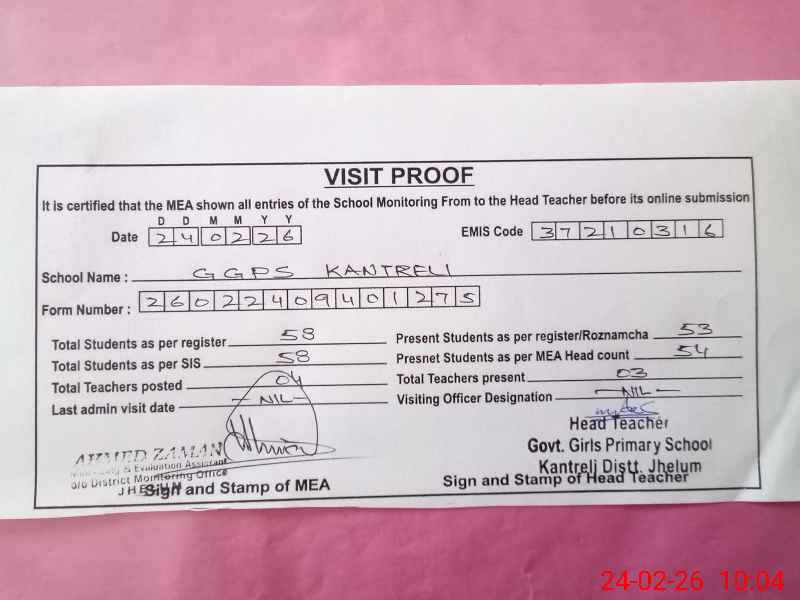 VISIT PROOF
It is certified that the MEA shown all entries of the School Monitoring From to the Head Teacher before its online submission
D D M M Y Y
Date 2 4 0 2 2 6 EMIS Code 3 7 2 1 0 3 1 6
School Name : GGPS KANTRELI
Form Number : 2 6 0 2 2 4 0 9 4 0 1 2 7 5
Total Students as per register 58 Present Students as per register/Roznamcha 53
Total Students as per SIS 58 Presnet Students as per MEA Head count 54
Total Teachers posted 04 Total Teachers present 03
Last admin visit date - NIL - Visiting Officer Designation - NIL -
Head Teacher
AHMED ZAMAN Govt. Girls Primary School
& Evaluation Assistant Kantreli Distt. Jhelum
o/o District Monitoring Office
JHELUM
Sign and Stamp of MEA Sign and Stamp of Head Teacher
24-02-26 10:04